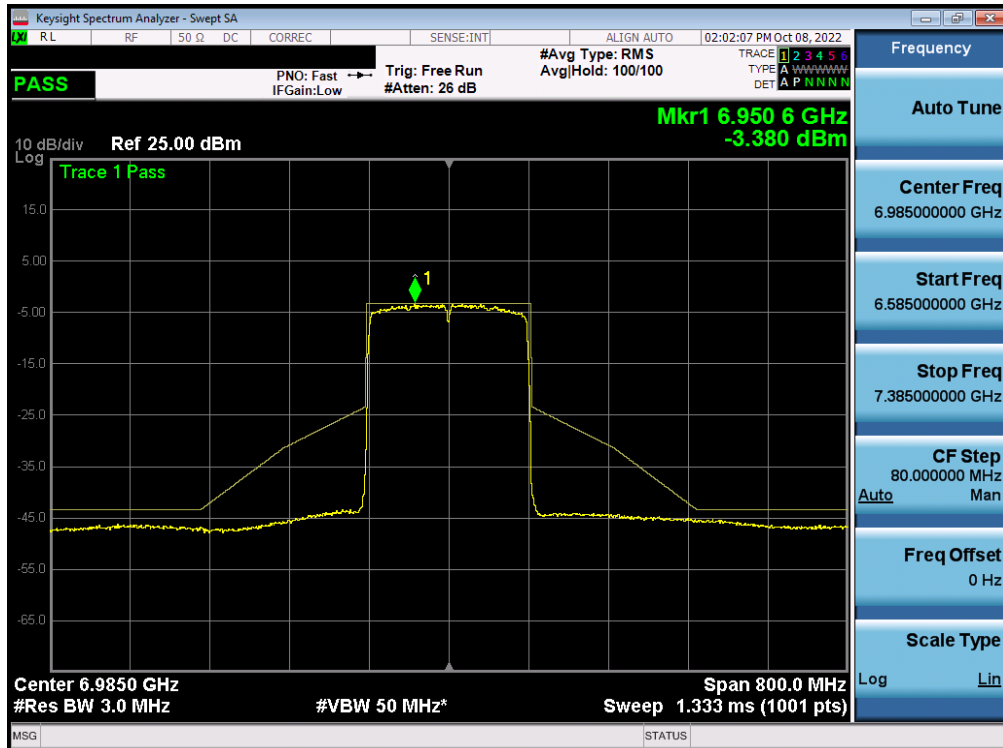 Keysight Spectrum Analyzer - Swept SA
LXI RL RF 50 Ω DC CORREC SENSE:INT ALIGN AUTO 02:02:07 PM Oct 08, 2022
PASS
PNO: Fast
IFGain:Low
Trig: Free Run
#Atten: 26 dB
#Avg Type: RMS
Avg|Hold: 100/100
TRACE 1 2 3 4 5 6
TYPE A WWWWW
DET A P N N N N
Mkr1 6.950 6 GHz
-3.380 dBm
10 dB/div Ref 25.00 dBm
Log
Trace 1 Pass
1
15.0
5.00
-5.00
-15.0
-25.0
-35.0
-45.0
-55.0
-65.0
Center 6.9850 GHz Span 800.0 MHz
#Res BW 3.0 MHz #VBW 50 MHz* Sweep 1.333 ms (1001 pts)
MSG STATUS
Frequency
Auto Tune
Center Freq
6.985000000 GHz
Start Freq
6.585000000 GHz
Stop Freq
7.385000000 GHz
CF Step
80.000000 MHz
Auto Man
Freq Offset
0 Hz
Scale Type
Log Lin